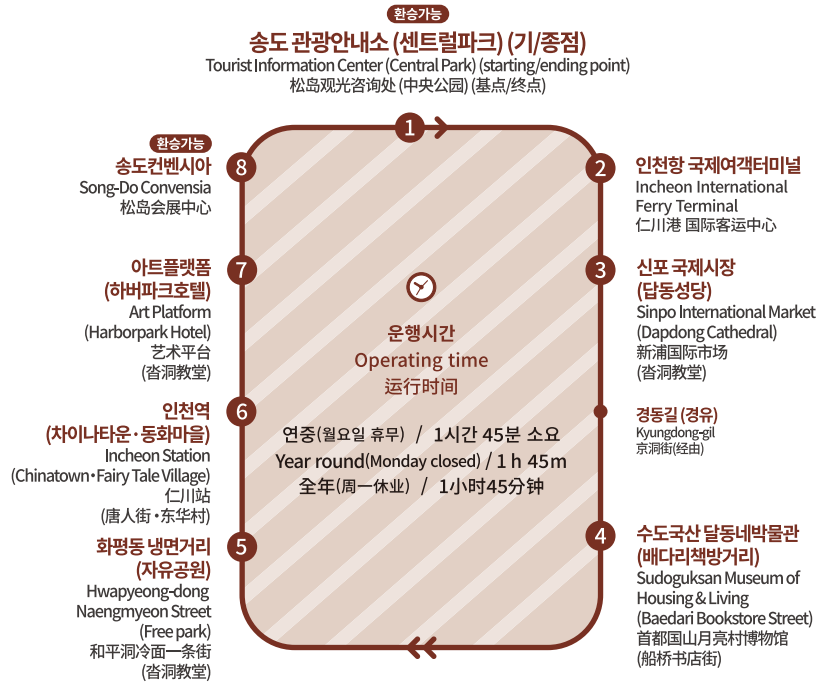 환승가능
송도 관광안내소 (센트럴파크) (기/종점)
Tourist Information Center (Central Park) (starting/ending point)
松岛观光咨询处 (中央公园) (基点/终点)
1
2
인천항 국제여객터미널
Incheon International
Ferry Terminal
仁川港 国际客运中心
3
신포 국제시장
(답동성당)
Sinpo International Market
(Dapdong Cathedral)
新浦国际市场
(沓洞教堂)
경동길 (경유)
Kyungdong-gil
京洞街(经由)
4
수도국산 달동네박물관
(배다리책방거리)
Sudoguksan Museum of
Housing & Living
(Baedari Bookstore Street)
首都国山月亮村博物馆
(船桥书店街)
5
화평동 냉면거리
(자유공원)
Hwapyeong-dong
Naengmyeon Street
(Free park)
和平洞冷面一条街
(沓洞教堂)
6
인천역
(차이나타운·동화마을)
Incheon Station
(Chinatown·Fairy Tale Village)
仁川站
(唐人街·东华村)
7
아트플랫폼
(하버파크호텔)
Art Platform
(Harborpark Hotel)
艺术平台
(沓洞教堂)
환승가능
8
송도컨벤시아
Song-Do Convensia
松岛会展中心
운행시간
Operating time
运行时间
연중(월요일 휴무) / 1시간 45분 소요
Year round(Monday closed) / 1 h 45m
全年(周一休业) / 1小时45分钟